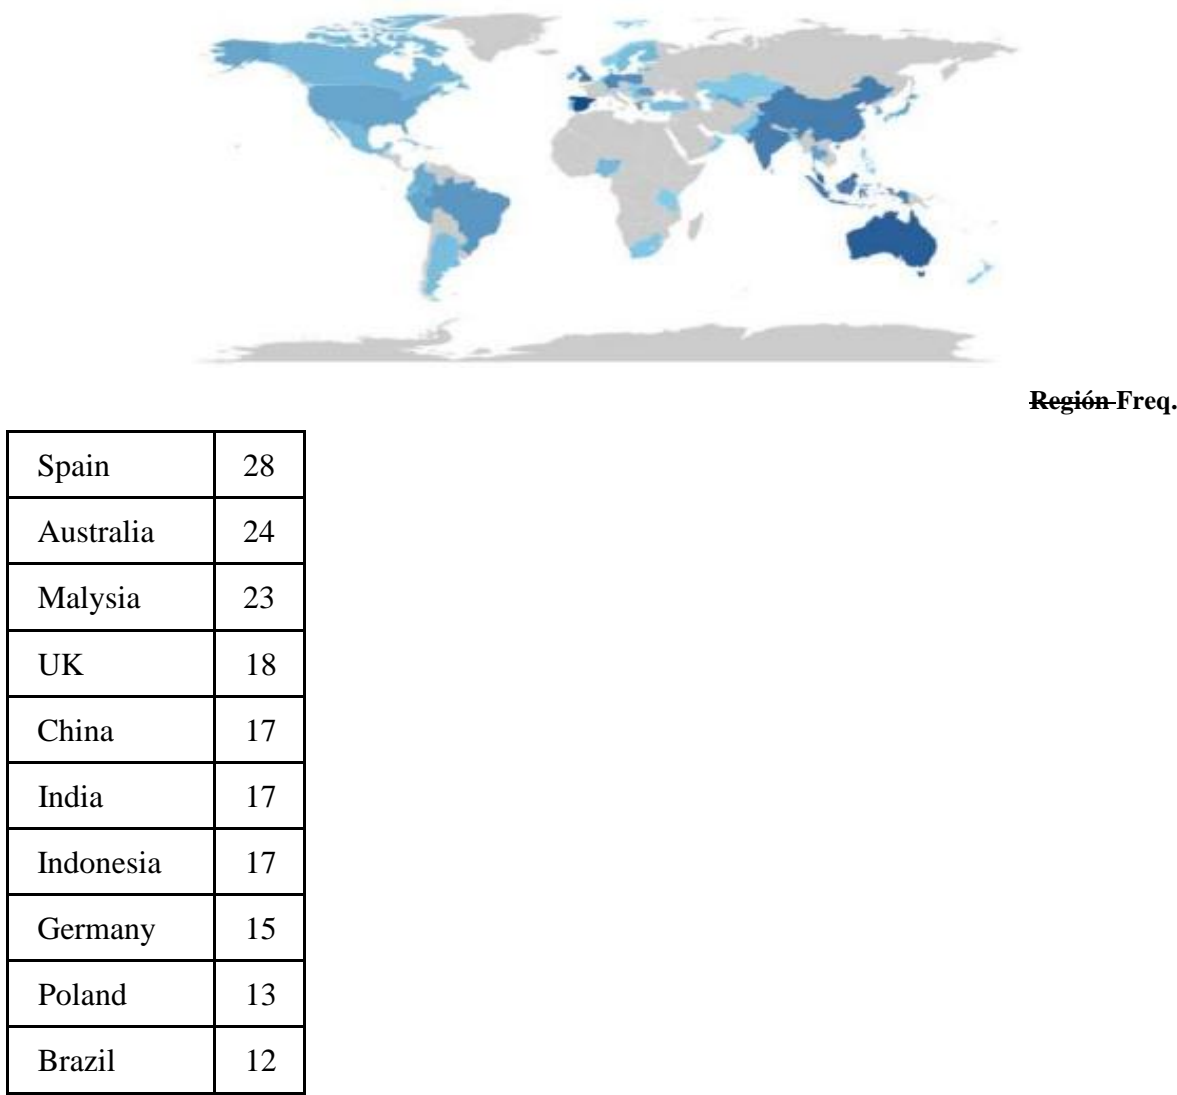 Región Freq.
Spain 28
Australia 24
Malysia 23
UK 18
China 17
India 17
Indonesia 17
Germany 15
Poland 13
Brazil 12